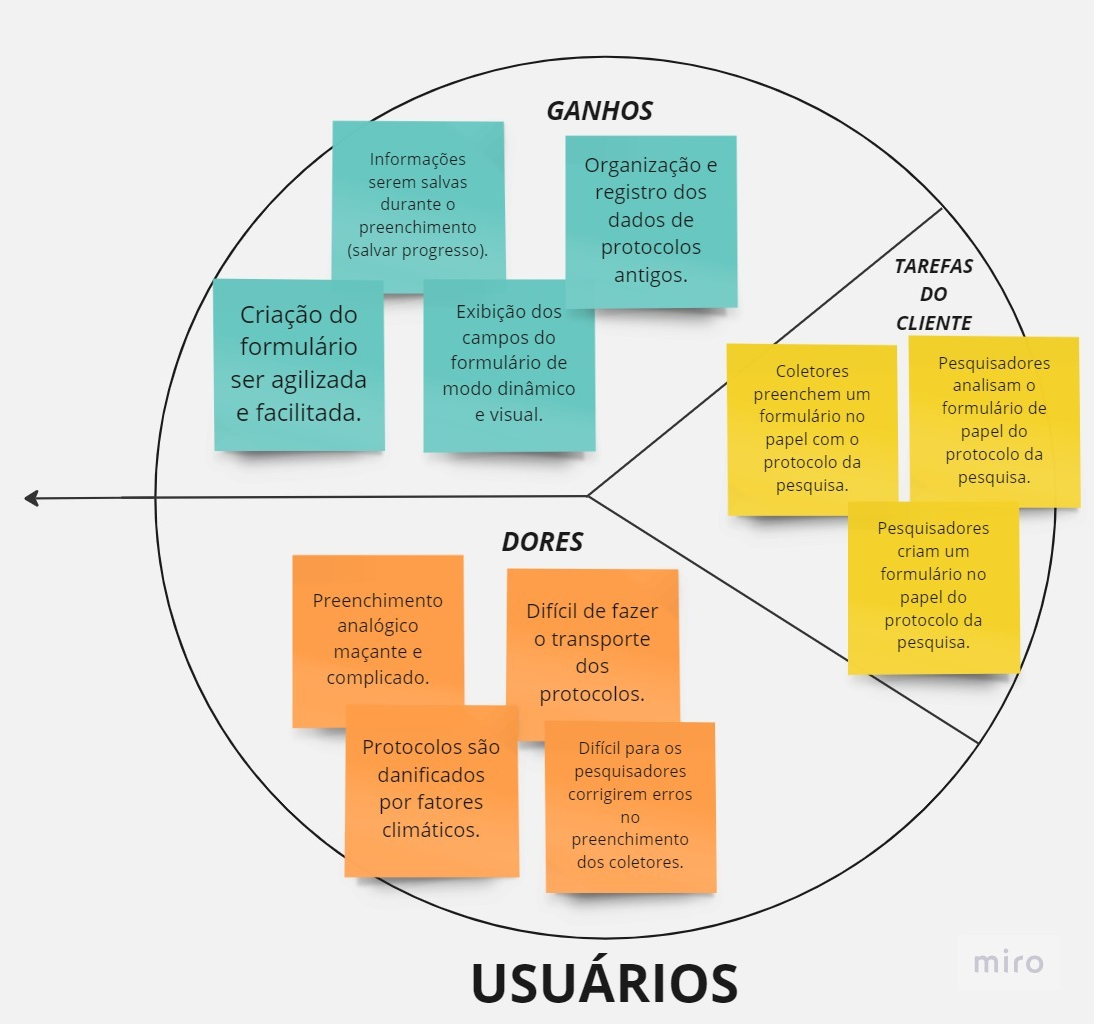 GANHOS
Informações
serem salvas
durante o
preenchimento
(salvar progresso).
Organização e
registro dos
dados de
protocolos
antigos.
Criação do
formulário
ser agilizada
e facilitada.
Exibição dos
campos do
formulário de
modo dinâmico
e visual.
TAREFAS
DO
CLIENTE
Coletores
preenchem um
formulário no
papel com o
protocolo da
pesquisa.
Pesquisadores
analisam o
formulário de
papel do
protocolo da
pesquisa.
Pesquisadores
criam um
formulário no
papel do
protocolo da
pesquisa.
DORES
Preenchimento
analógico
maçante e
complicado.
Difícil de fazer
o transporte
dos
protocolos.
Protocolos são
danificados
por fatores
climáticos.
Difícil para os
pesquisadores
corrigirem erros
no
preenchimento
dos coletores.
USUÁRIOS
miro